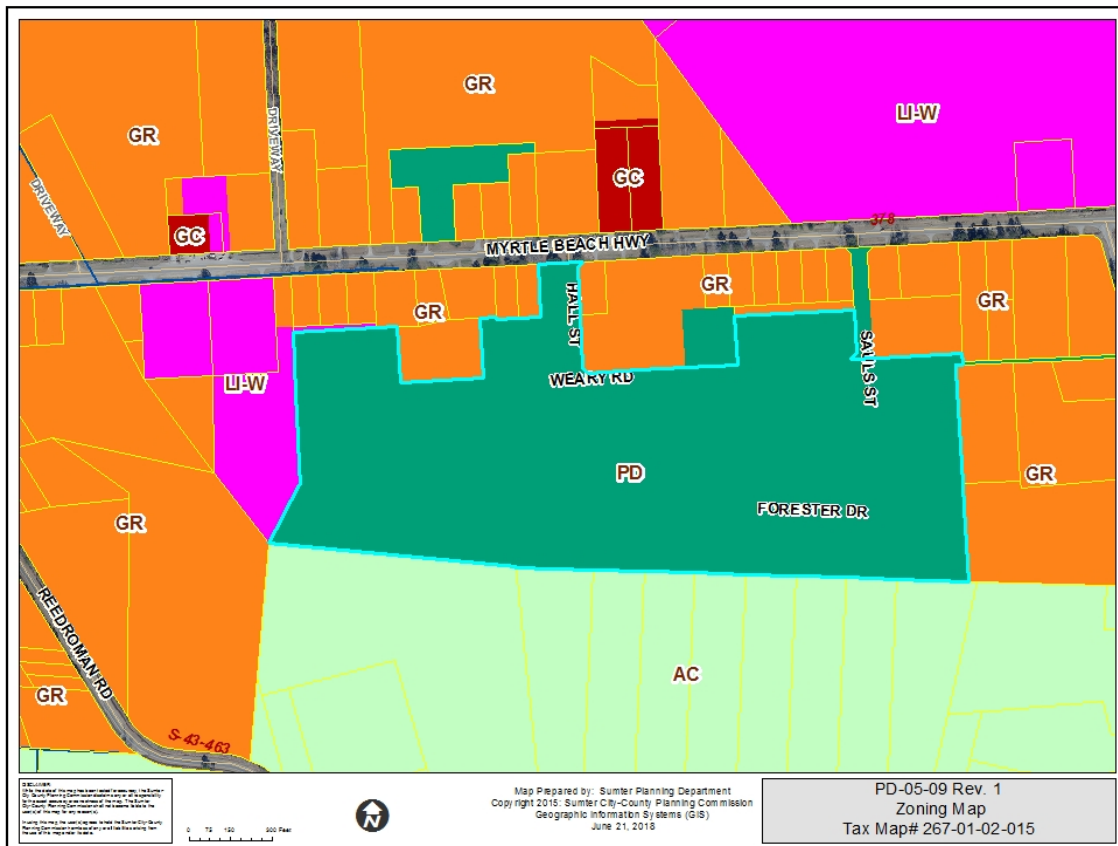 GR
GR
LI-W
DRIVEWAY
DRIVEWAY
GC
GC
378
MYRTLE BEACH HWY
HALL ST
GR
GR
GR
SAULS ST
WEARY RD
LI-W
PD
GR
FORESTER DR
GR
REEDROMAN RD
AC
GR
S-43-463
DISCLAIMER:
N
0 75 150 300 Feet
Map Prepared by: Sumter Planning Department
Copyright 2015: Sumter City-County Planning Commission
Geographic Information Systems (GIS)
June 21, 2018
PD-05-09 Rev. 1
Zoning Map
Tax Map# 267-01-02-015